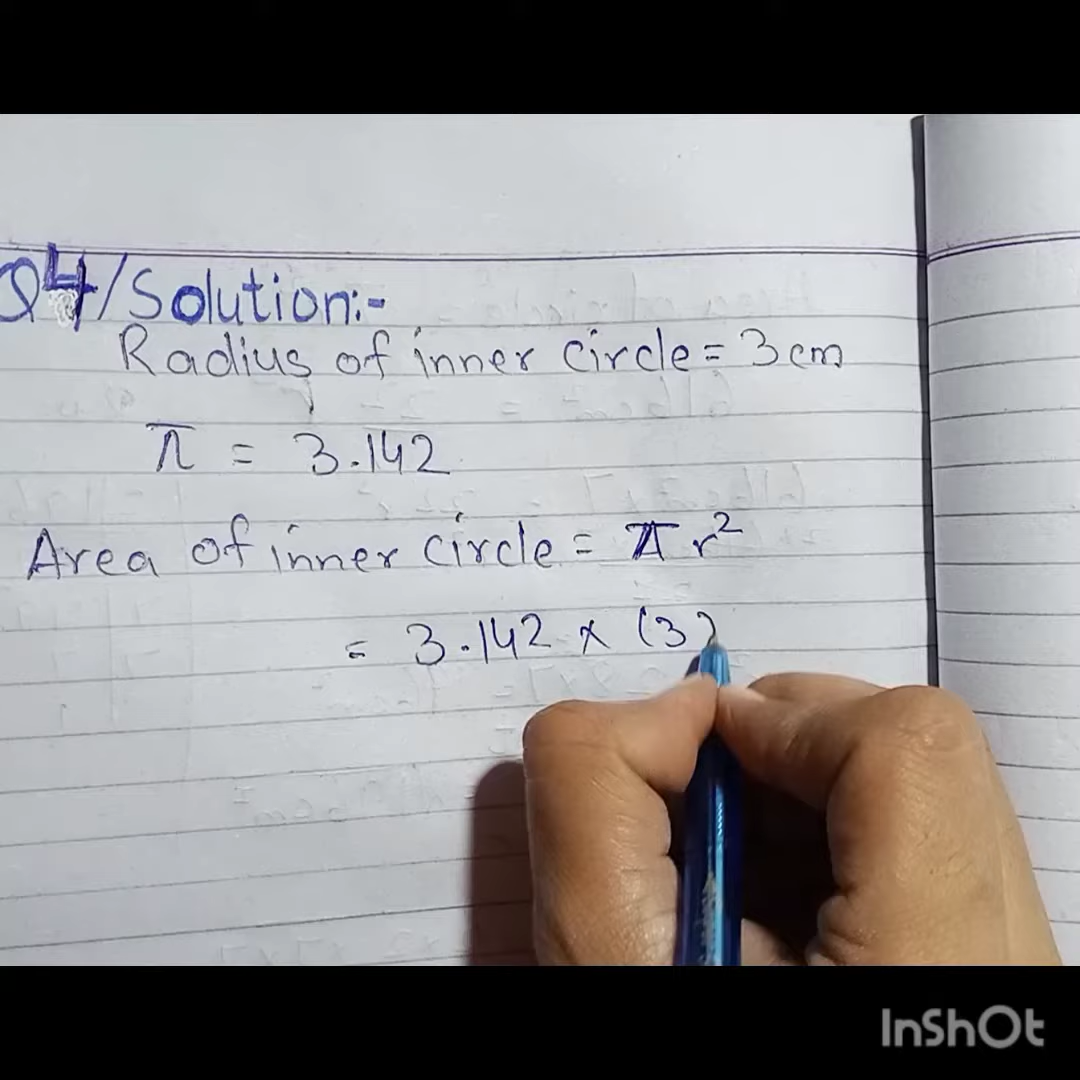 Q4/Solution:-
Radius of inner circle = 3cm
π = 3.142
Area of inner circle = πr²
= 3.142 × (3)
InShOt